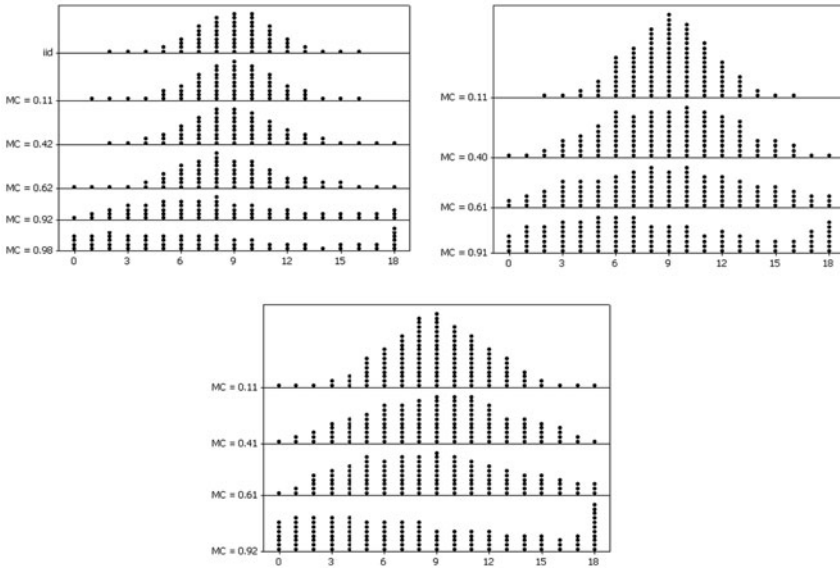 iid
MC = 0.11
MC = 0.42
MC = 0.62
MC = 0.92
MC = 0.98
0 3 6 9 12 15 18
MC = 0.11
MC = 0.40
MC = 0.61
MC = 0.91
0 3 6 9 12 15 18
MC = 0.11
MC = 0.41
MC = 0.61
MC = 0.92
0 3 6 9 12 15 18